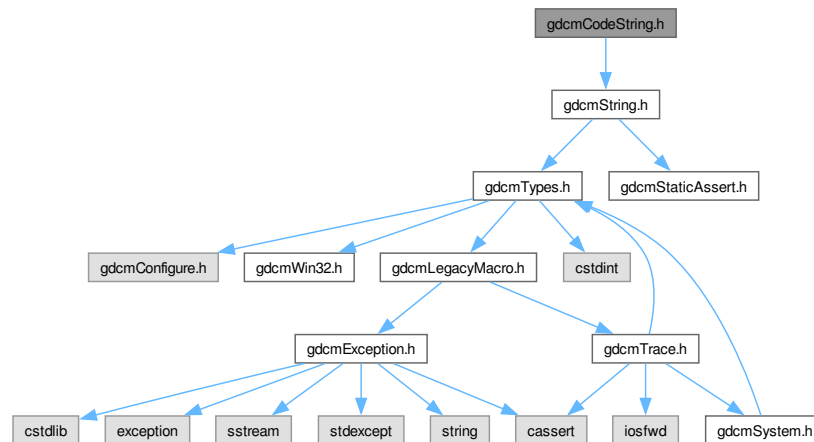 gdcmCodeString.h
gdcmString.h
gdcmTypes.h
gdcmStaticAssert.h
gdcmConfigure.h
gdcmWin32.h
gdcmLegacyMacro.h
cstdint
gdcmException.h
gdcmTrace.h
cstdlib
exception
sstream
stdexcept
string
cassert
iosfwd
gdcmSystem.h